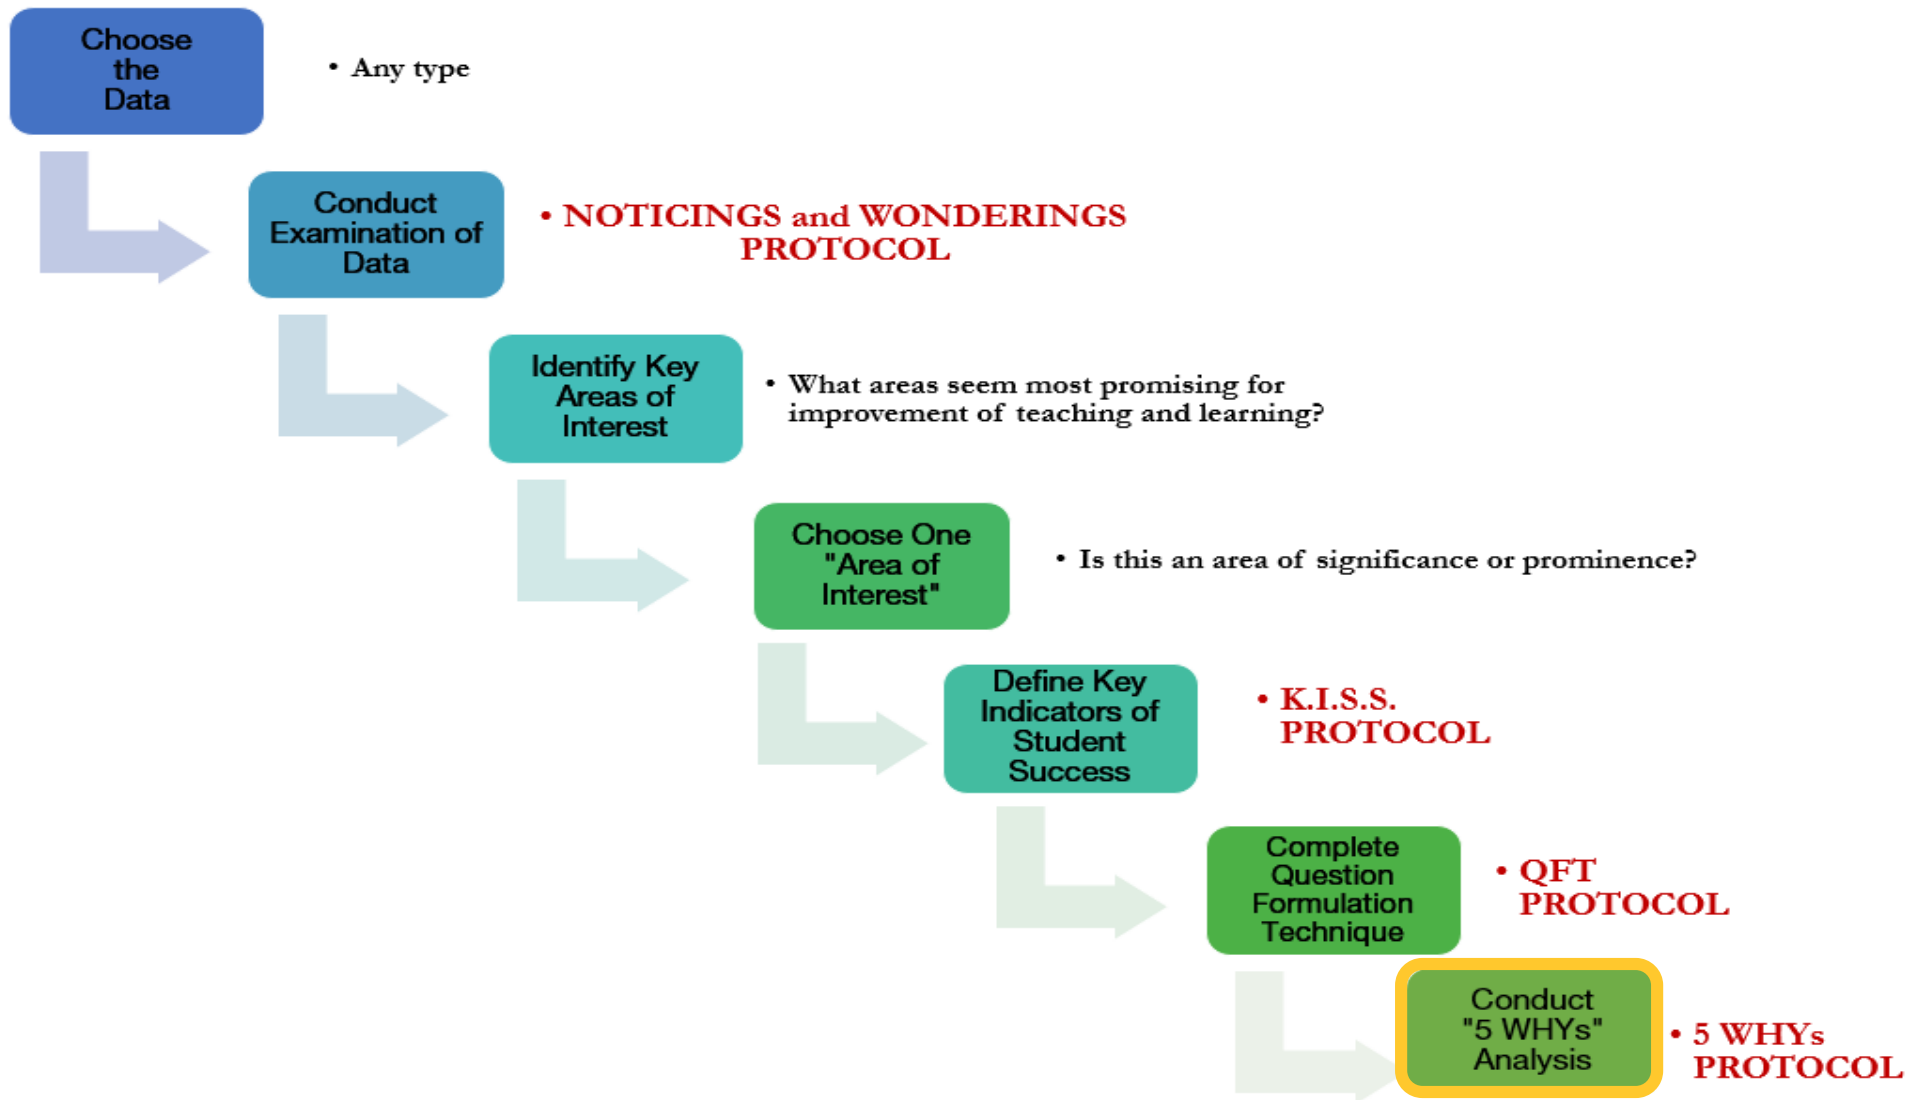 Choose
the
Data
• Any type
Conduct
Examination of
Data
• NOTICINGS and WONDERINGS
PROTOCOL
Identify Key
Areas of
Interest
• What areas seem most promising for
improvement of teaching and learning?
Choose One
"Area of
Interest"
• Is this an area of significance or prominence?
Define Key
Indicators of
Student
Success
• K.I.S.S.
PROTOCOL
Complete
Question
Formulation
Technique
• QFT
PROTOCOL
Conduct
"5 WHYs"
Analysis
• 5 WHYs
PROTOCOL